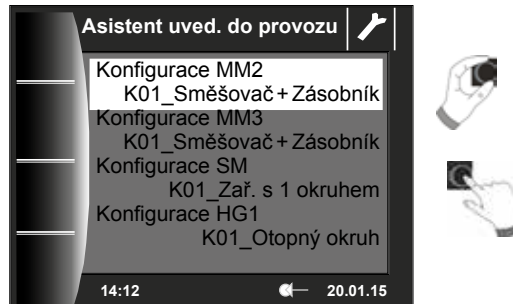 Asistent uved. do provozu
Konfigurace MM2
K01_Směšovač + Zásobník
Konfigurace MM3
K01_Směšovač + Zásobník
Konfigurace SM
K01_Zař. s 1 okruhem
Konfigurace HG1
K01_Otopný okruh
14:12 20.01.15